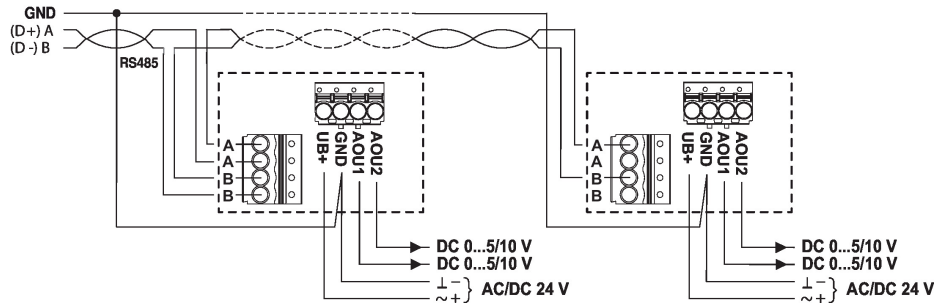 GND
(D+) A
(D -) B
RS485
UB+
GND
AOU1
AOU2
A
A
B
B
DC 0...5/10 V
DC 0...5/10 V
⊥ −
~ +
AC/DC 24 V
UB+
GND
AOU1
AOU2
A
A
B
B
DC 0...5/10 V
DC 0...5/10 V
⊥ −
~ +
AC/DC 24 V